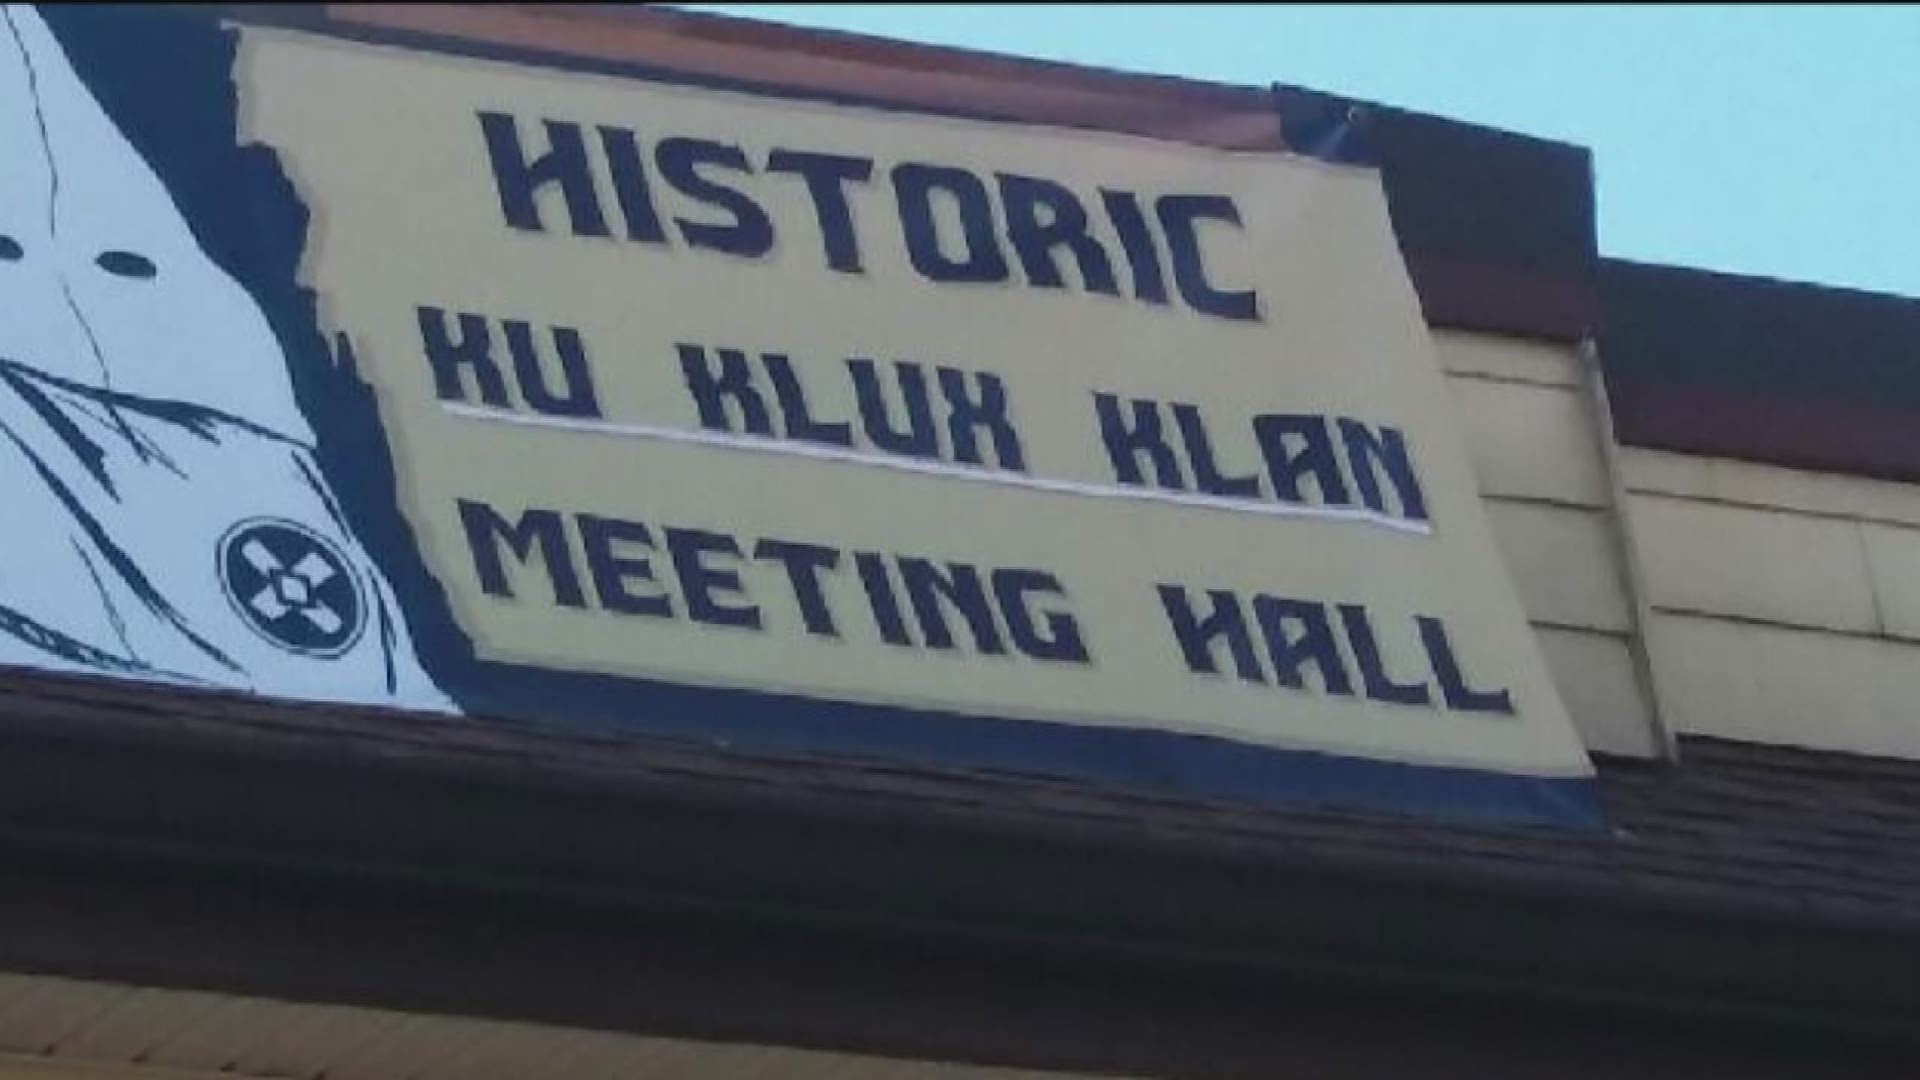 HISTORIC
KU KLUX KLAN
MEETING HALL